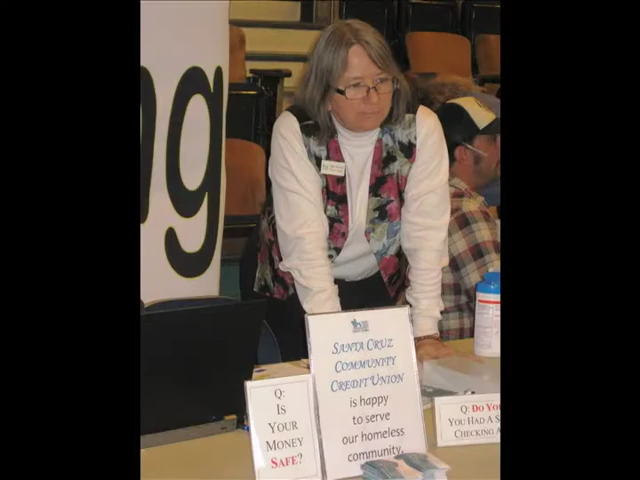 g
SANTA CRUZ
COMMUNITY
CREDIT UNION
is happy
to serve
our homeless
community.
Q:
IS
YOUR
MONEY
SAFE?
Q: DO YO
YOU HAD A S
CHECKING A